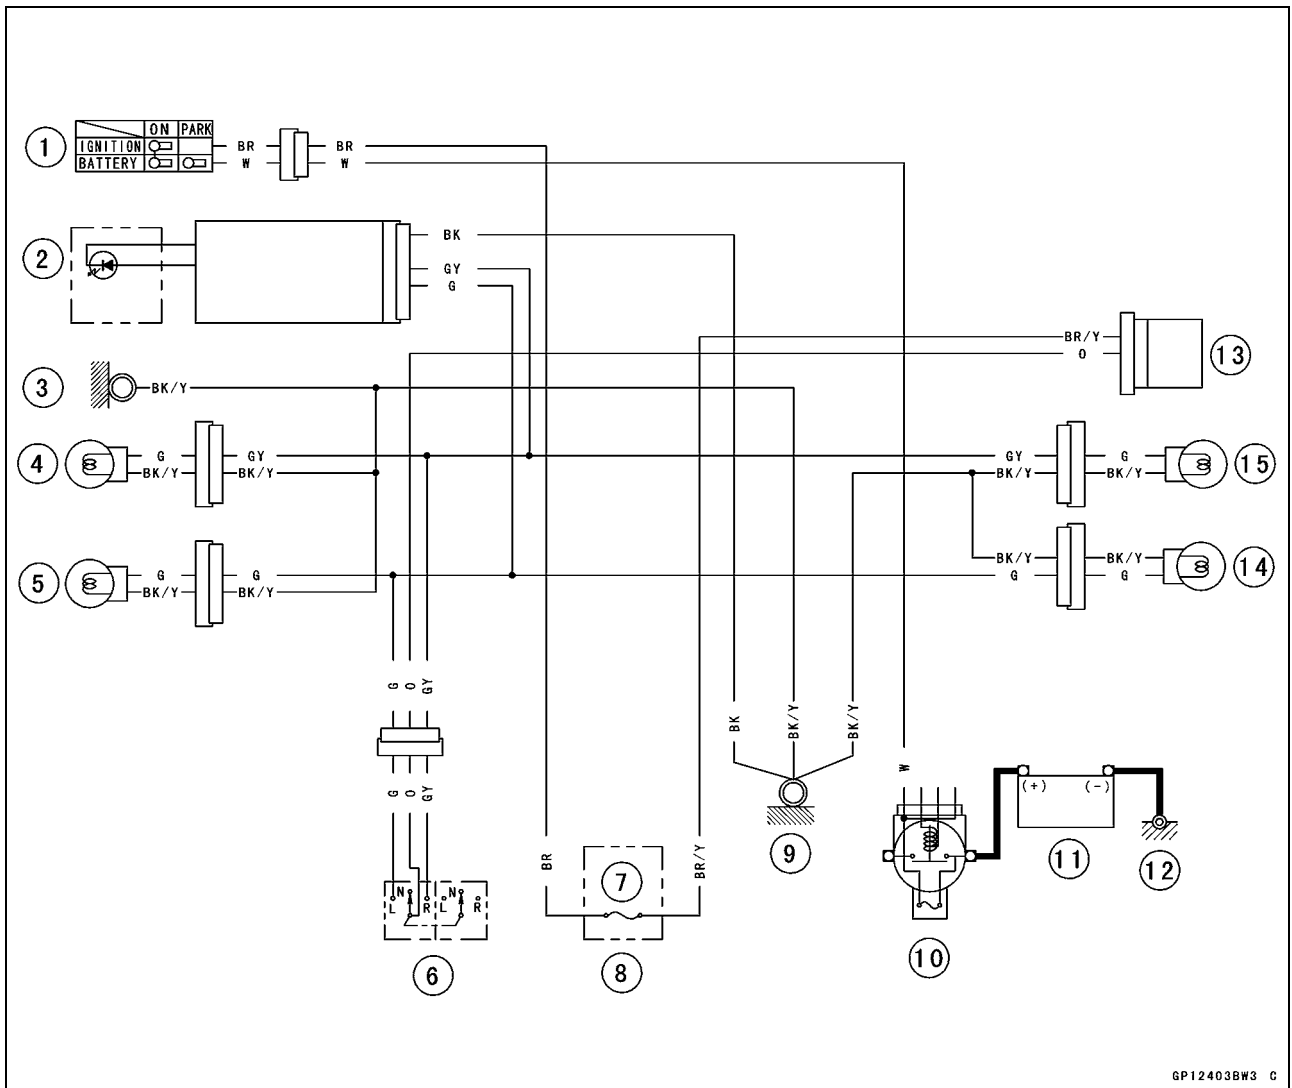 ON PARK
1 IGNITION BR BR
BATTERY W W
2 BK
GY
G
BR/Y
O 13
3 BK/Y
4 G GY GY G 15
BK/Y BK/Y BK/Y BK/Y
BK/Y BK/Y
5 G G G G 14
BK/Y BK/Y
G O GY
BK BK/Y BK/Y
W
G O GY
(+) (-)
BR BR/Y
9 11 12
7
N N
L R L R
6 8 10
GP12403BW3 C